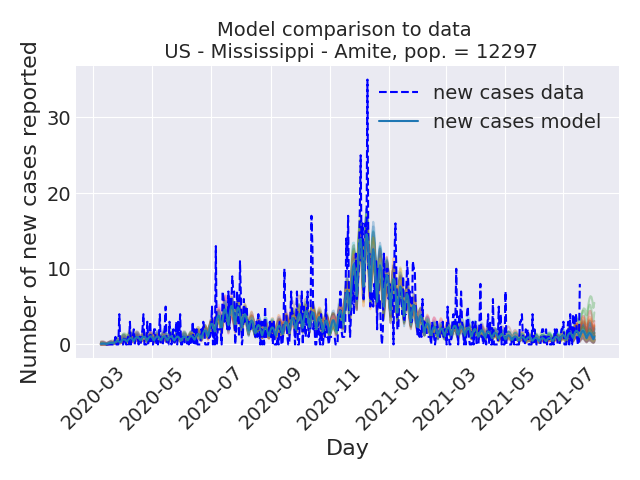 Model comparison to data
US - Mississippi - Amite, pop. = 12297
Number of new cases reported
30
20
10
0
new cases data
new cases model
2020-03
2020-05
2020-07
2020-09
2020-11
2021-01
2021-03
2021-05
2021-07
Day